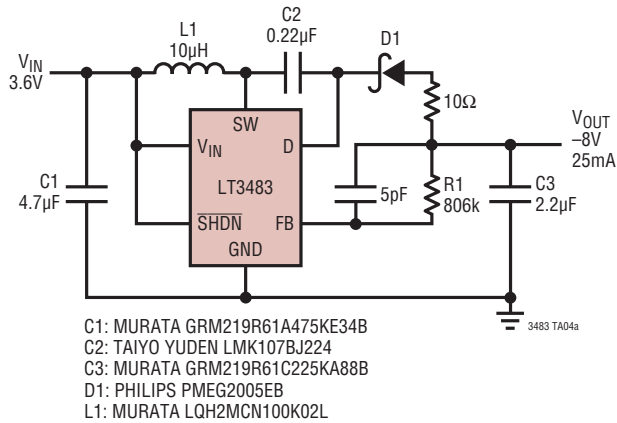 L1
10µH
C2
0.22µF
D1
VIN
3.6V
10Ω
VOUT
–8V
25mA
SW
VIN
D
C1
4.7µF
LT3483
5pF
R1
806k
C3
2.2µF
SHDN
FB
GND
3483 TA04a
C1: MURATA GRM219R61A475KE34B
C2: TAIYO YUDEN LMK107BJ224
C3: MURATA GRM219R61C225KA88B
D1: PHILIPS PMEG2005EB
L1: MURATA LQH2MCN100K02L